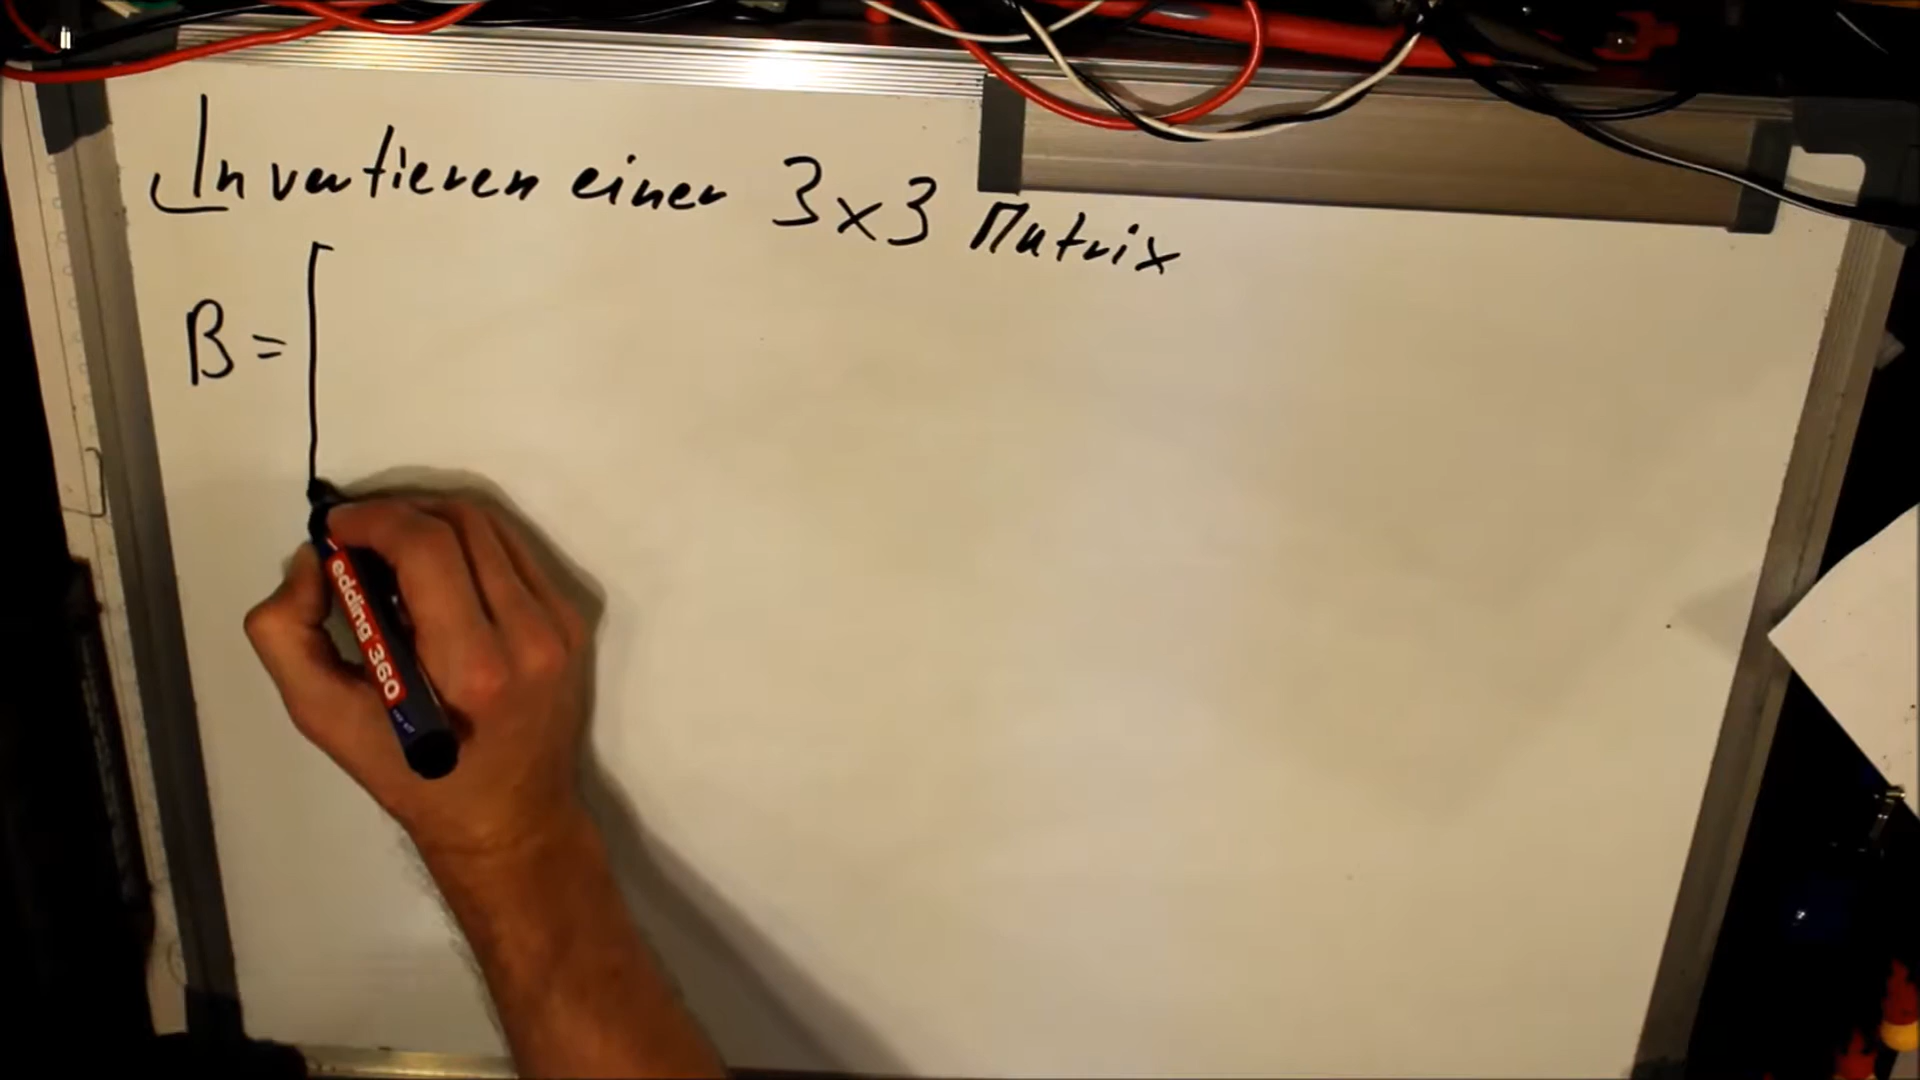 Invertieren einer 3x3 Matrix
B = [
edding 360